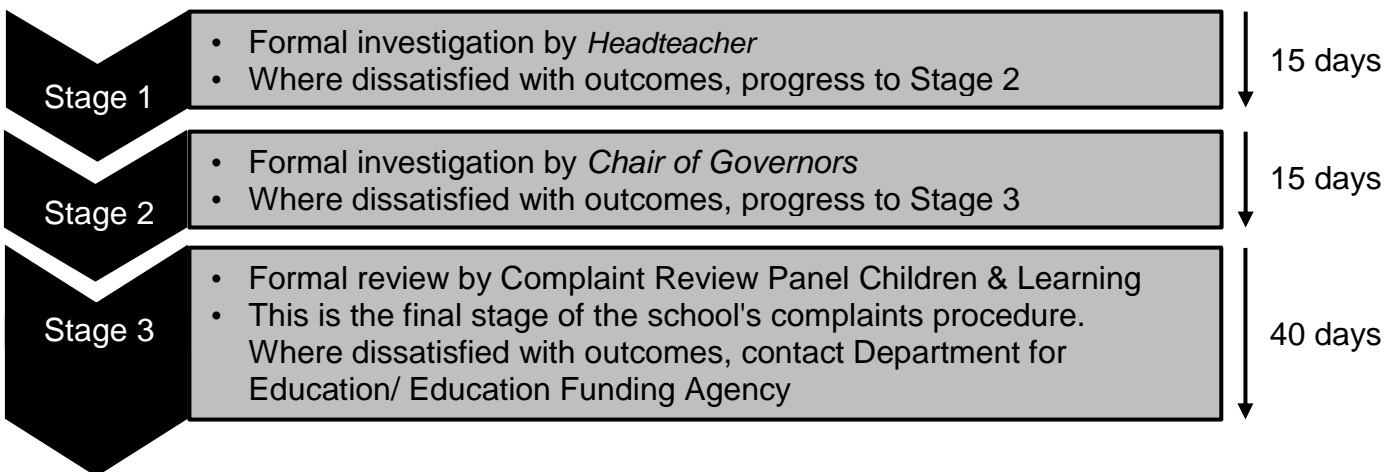 Stage 1
• Formal investigation by Headteacher
• Where dissatisfied with outcomes, progress to Stage 2
15 days
Stage 2
• Formal investigation by Chair of Governors
• Where dissatisfied with outcomes, progress to Stage 3
15 days
Stage 3
• Formal review by Complaint Review Panel Children & Learning
• This is the final stage of the school's complaints procedure.
Where dissatisfied with outcomes, contact Department for
Education/ Education Funding Agency
40 days